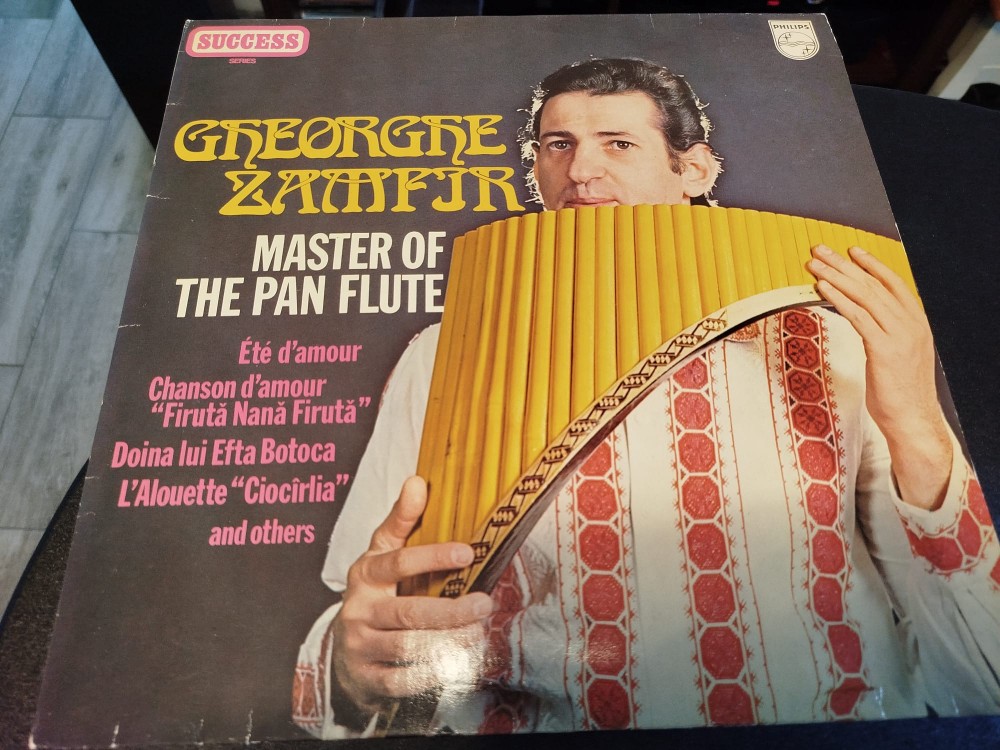 SUCCESS
SERIES
PHILIPS
GHEORGHE
ZAMFIR
MASTER OF
THE PAN FLUTE
Été d'amour
Chanson d'amour
“Firută Nană Firută”
Doina lui Efta Botoca
L'Alouette “Ciocîrlia”
and others